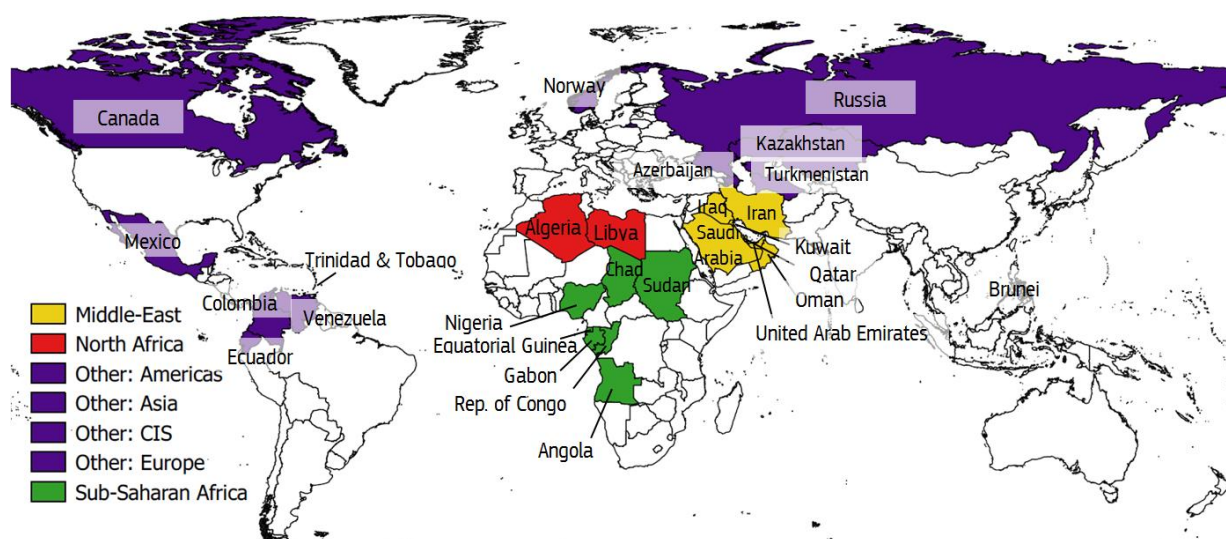 Canada
Norway
Russia
Kazakhstan
Azerbaijan
Turkmenistan
Mexico
Algeria
Libya
Iraq
Iran
Saudi
Arabia
Kuwait
Qatar
Oman
United Arab Emirates
Trinidad & Tobago
Colombia
Venezuela
Ecuador
Chad
Sudan
Nigeria
Equatorial Guinea
Gabon
Rep. of Congo
Angola
Brunei
Middle-East
North Africa
Other: Americas
Other: Asia
Other: CIS
Other: Europe
Sub-Saharan Africa